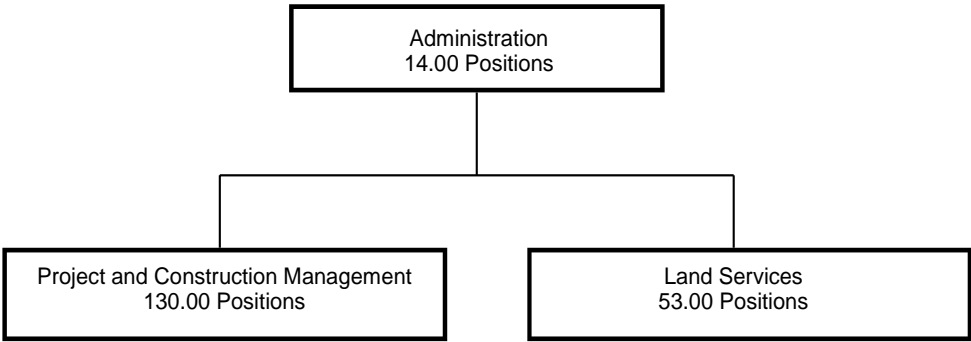 Administration
14.00 Positions
Project and Construction Management
130.00 Positions
Land Services
53.00 Positions